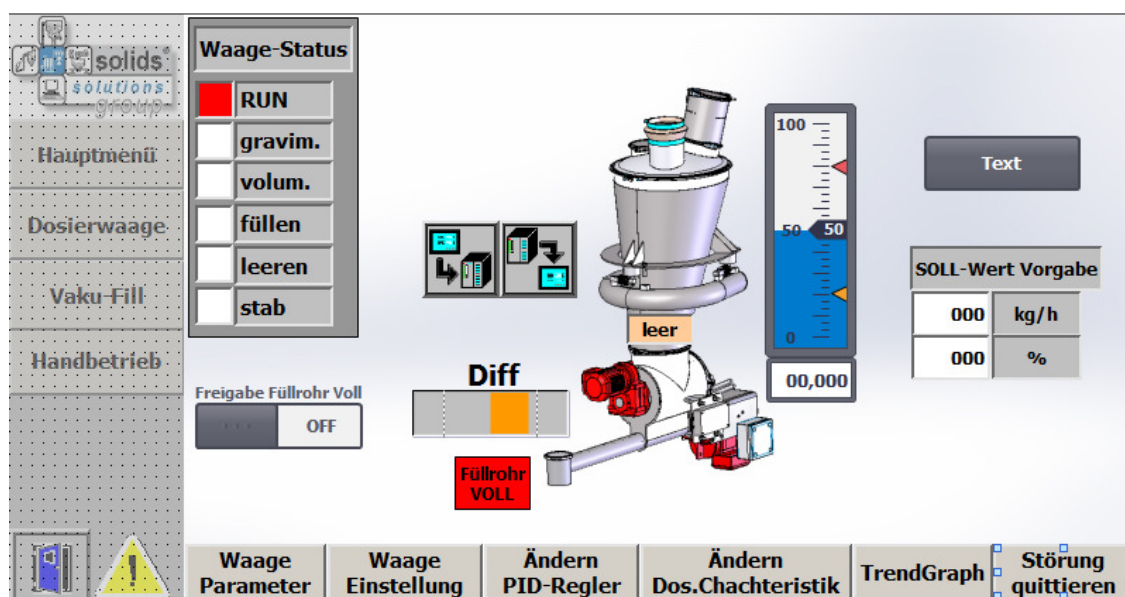 solids
solutions
group
Hauptmenü
Dosierwaage
Vaku-Fill
Handbetrieb
Waage-Status
RUN
gravim.
volum.
füllen
leeren
stab
Freigabe Füllrohr Voll
OFF
Diff
Füllrohr
VOLL
leer
100
50
50
0
00,000
Text
SOLL-Wert Vorgabe
000 kg/h
000 %
Waage
Parameter
Waage
Einstellung
Ändern
PID-Regler
Ändern
Dos.Chachteristik
TrendGraph
Störung
quittieren